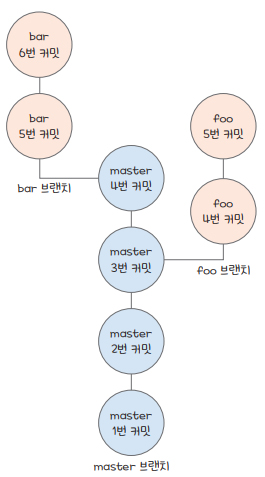 bar
6번 커밋
bar
5번 커밋
foo
5번 커밋
bar 브랜치
master
4번 커밋
foo
4번 커밋
master
3번 커밋
foo 브랜치
master
2번 커밋
master
1번 커밋
master 브랜치